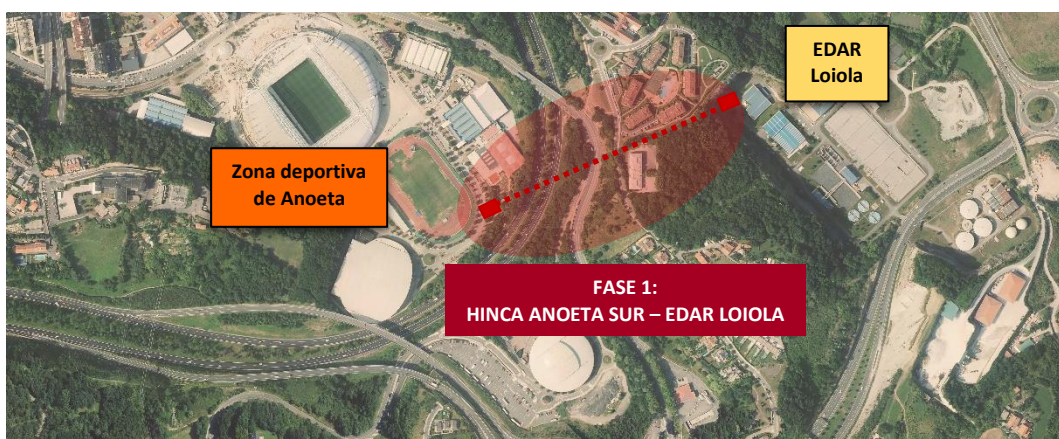 EDAR
Loiola
Zona deportiva
de Anoeta
FASE 1:
HINCA ANOETA SUR – EDAR LOIOLA